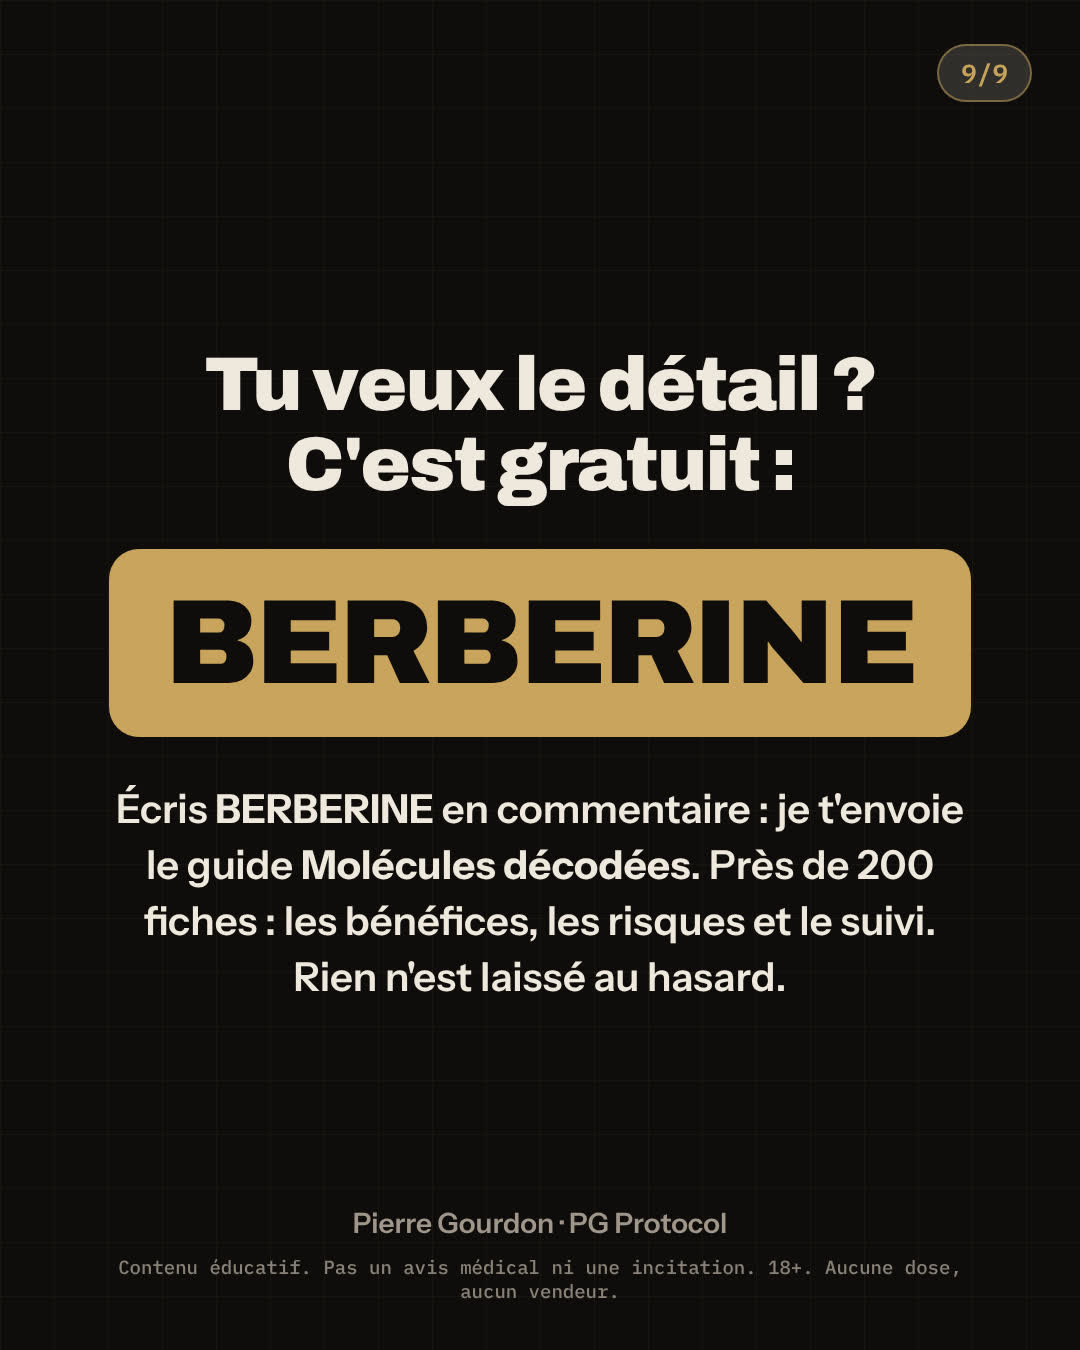 9/9
Tu veux le détail ?
C'est gratuit :
BERBERINE
Écris BERBERINE en commentaire : je t'envoie
le guide Molécules décodées. Près de 200
fiches : les bénéfices, les risques et le suivi.
Rien n'est laissé au hasard.
Pierre Gourdon · PG Protocol
Contenu éducatif. Pas un avis médical ni une incitation. 18+. Aucune dose,
aucun vendeur.